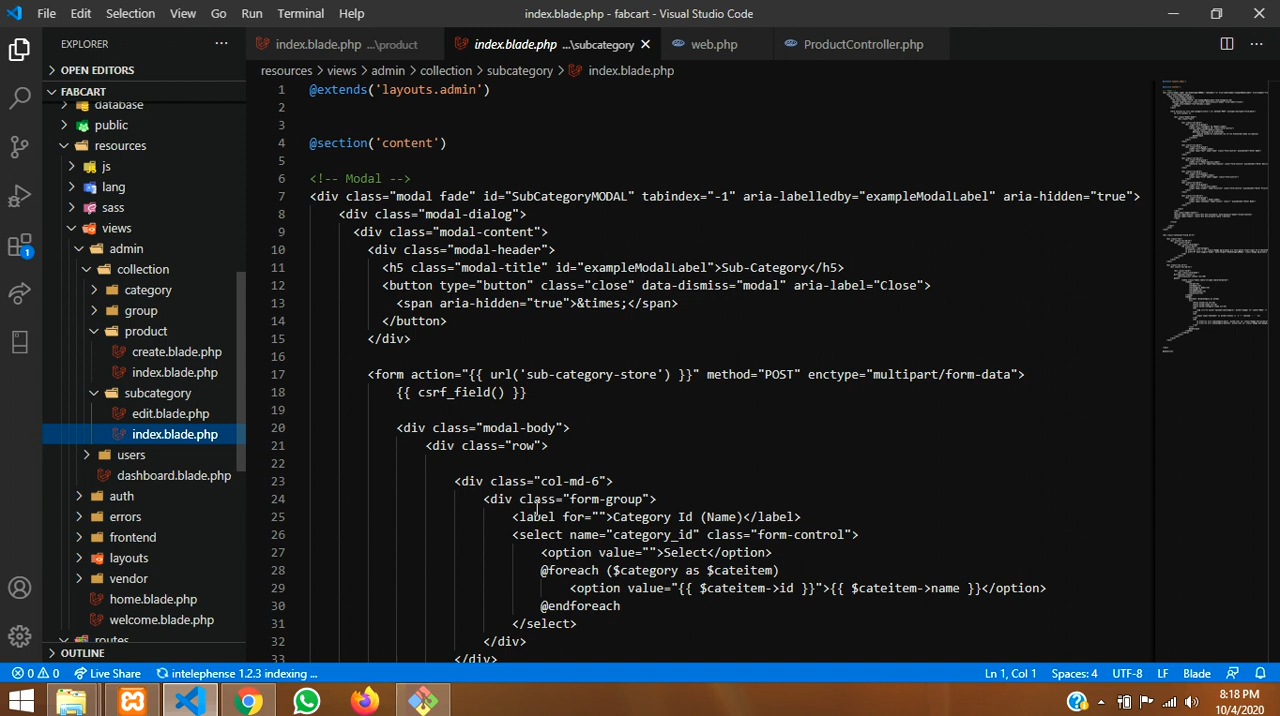 File Edit Selection View Go Run Terminal Help index.blade.php - fabcart - Visual Studio Code
EXPLORER
index.blade.php ...\product
index.blade.php ...\subcategory
web.php
ProductController.php
OPEN EDITORS
FABCART
database
public
resources
js
lang
sass
views
admin
collection
category
group
product
create.blade.php
index.blade.php
subcategory
edit.blade.php
index.blade.php
users
dashboard.blade.php
auth
errors
frontend
layouts
vendor
home.blade.php
welcome.blade.php
routes
OUTLINE
resources > views > admin > collection > subcategory > index.blade.php
1 @extends('layouts.admin')
2
3
4 @section('content')
5
6 <!-- Modal -->
7 <div class="modal fade" id="subcategoryMODAL" tabindex="-1" aria-labelledby="exampleModalLabel" aria-hidden="true">
8 <div class="modal-dialog">
9 <div class="modal-content">
10 <div class="modal-header">
11 <h5 class="modal-title" id="exampleModalLabel">Sub-Category</h5>
12 <button type="button" class="close" data-dismiss="modal" aria-label="Close">
13 <span aria-hidden="true">&times;</span>
14 </button>
15 </div>
16
17 <form action="{{ url('sub-category-store') }}" method="POST" enctype="multipart/form-data">
18 {{ csrf_field() }}
19
20 <div class="modal-body">
21 <div class="row">
22
23 <div class="col-md-6">
24 <div class="form-group">
25 <label for="">Category Id (Name)</label>
26 <select name="category_id" class="form-control">
27 <option value="">Select</option>
28 @foreach ($category as $cateitem)
29 <option value="{{ $cateitem->id }}">{{ $cateitem->name }}</option>
30 @endforeach
31 </select>
32 </div>
33 </div>
1
0 0 Live Share intelephense 1.2.3 indexing ... Ln 1, Col 1 Spaces: 4 UTF-8 LF Blade
8:18 PM
10/4/2020